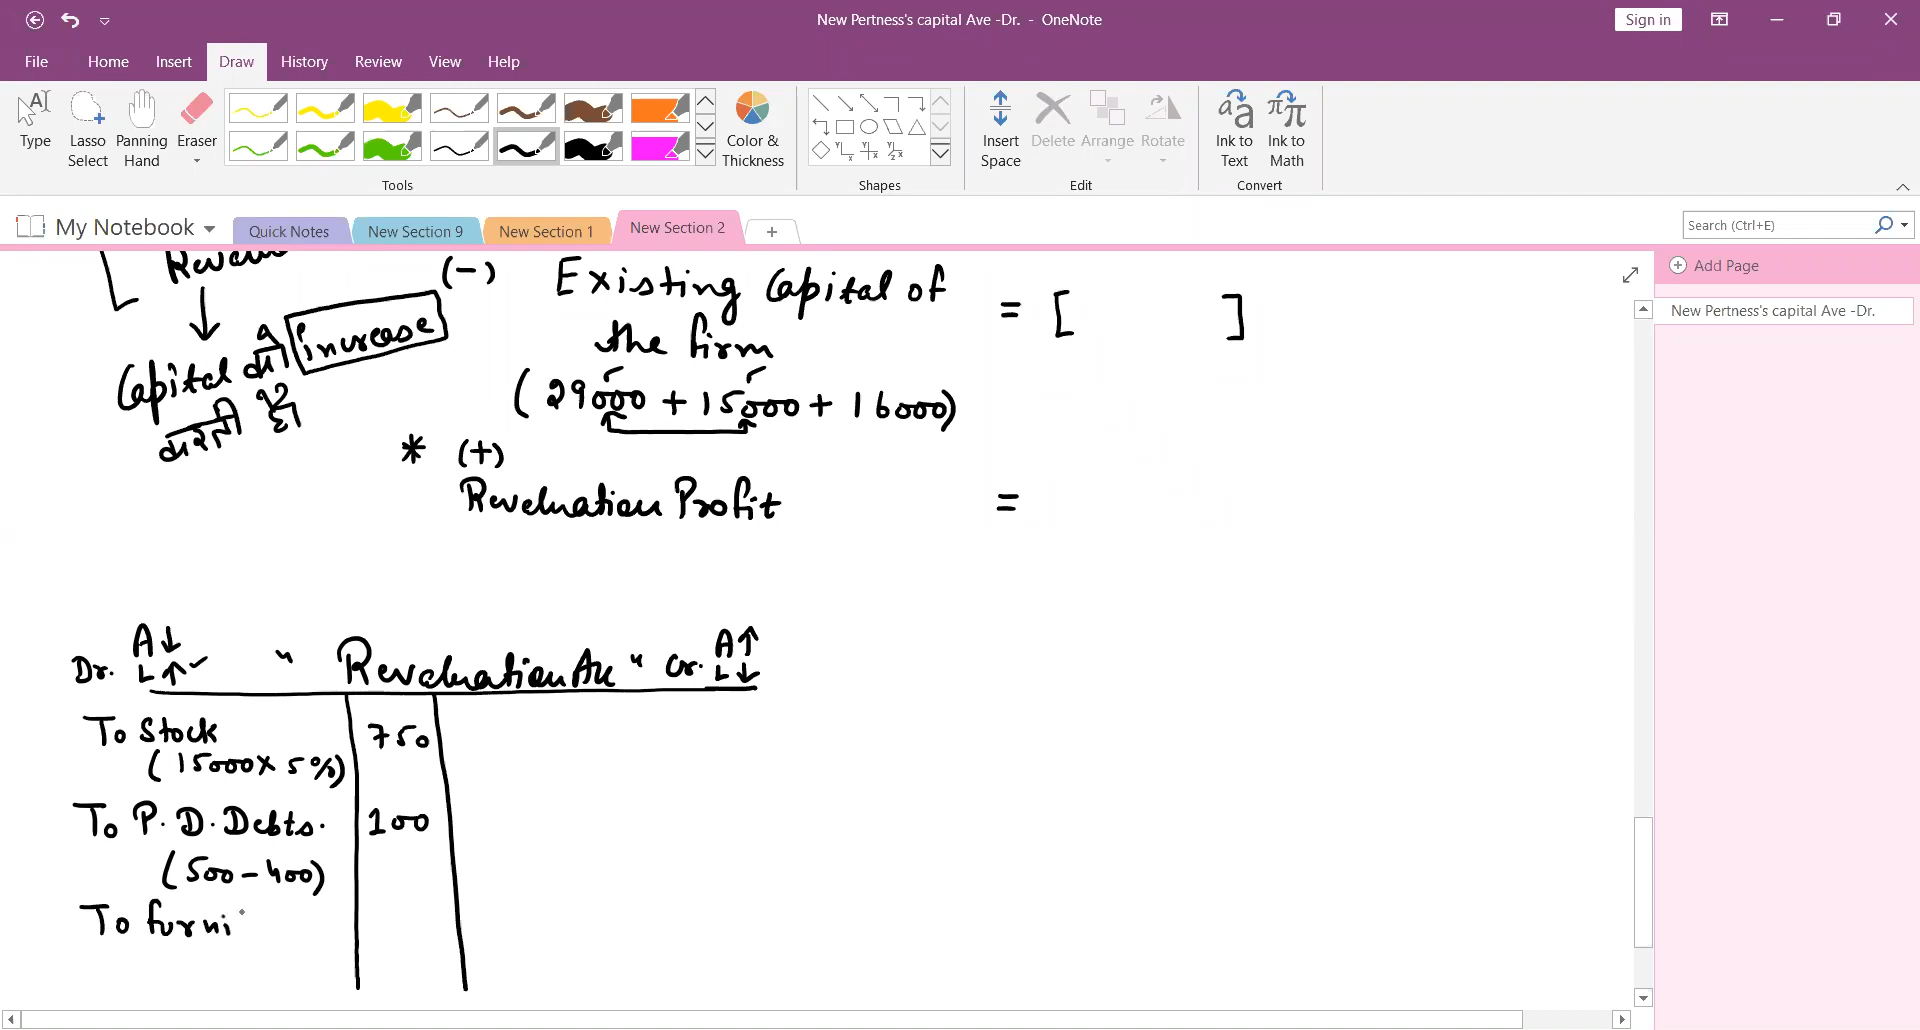 New Pertness's capital Ave -Dr. - OneNote
Sign in
File Home Insert Draw History Review View Help
Type
Lasso Select
Panning Hand
Eraser
Color & Thickness
Insert Space
Delete
Arrange
Rotate
Ink to Text
Ink to Math
Tools
Shapes
Edit
Convert
My Notebook
Quick Notes
New Section 9
New Section 1
New Section 2
Search (Ctrl+E)
Add Page
New Pertness's capital Ave -Dr.
(-) Existing Capital of the firm = [ ]
Capital का increase
करती है
(29000 + 15000 + 16000)
* (+)
Revaluation Profit =
Dr. A↓ L↑ " Revaluation A/c " Cr. A↑ L↓
To Stock 750
(15000 x 5%)
To P.D.Debts. 100
(500-400)
To furni